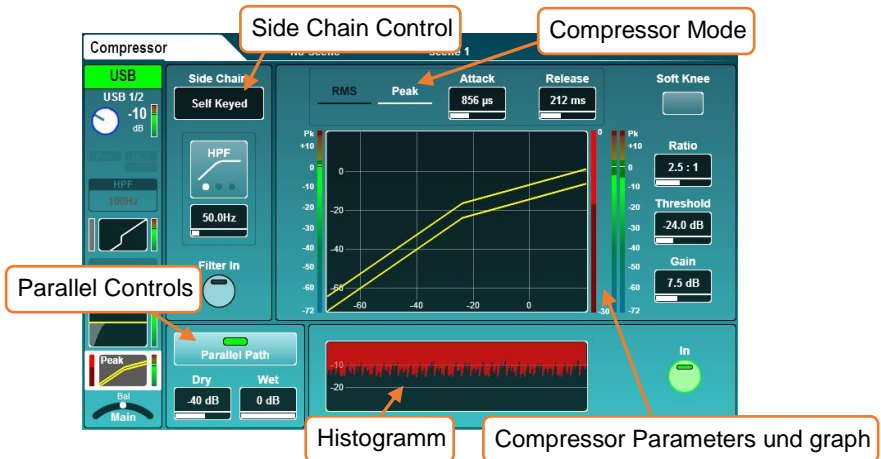 Side Chain Control
Compressor Mode
Compressor
Scene 1
USB
USB 1/2
-10
dB
HPF
100Hz
Peak
Bal
Main
Side Chain
Self Keyed
HPF
50.0Hz
Filter In
RMS
Peak
Attack
856 µs
Release
212 ms
Soft Knee
Pk
+10
0
-10
-20
-30
-40
-50
-60
-72
0
-20
-40
-60
-60
-40
-20
0
0
-30
Pk
+10
0
-10
-20
-30
-40
-50
-60
-72
Ratio
2.5 : 1
Threshold
-24.0 dB
Gain
7.5 dB
Parallel Controls
Parallel Path
Dry
Wet
-40 dB
0 dB
-10
-20
In
Histogramm
Compressor Parameters und graph